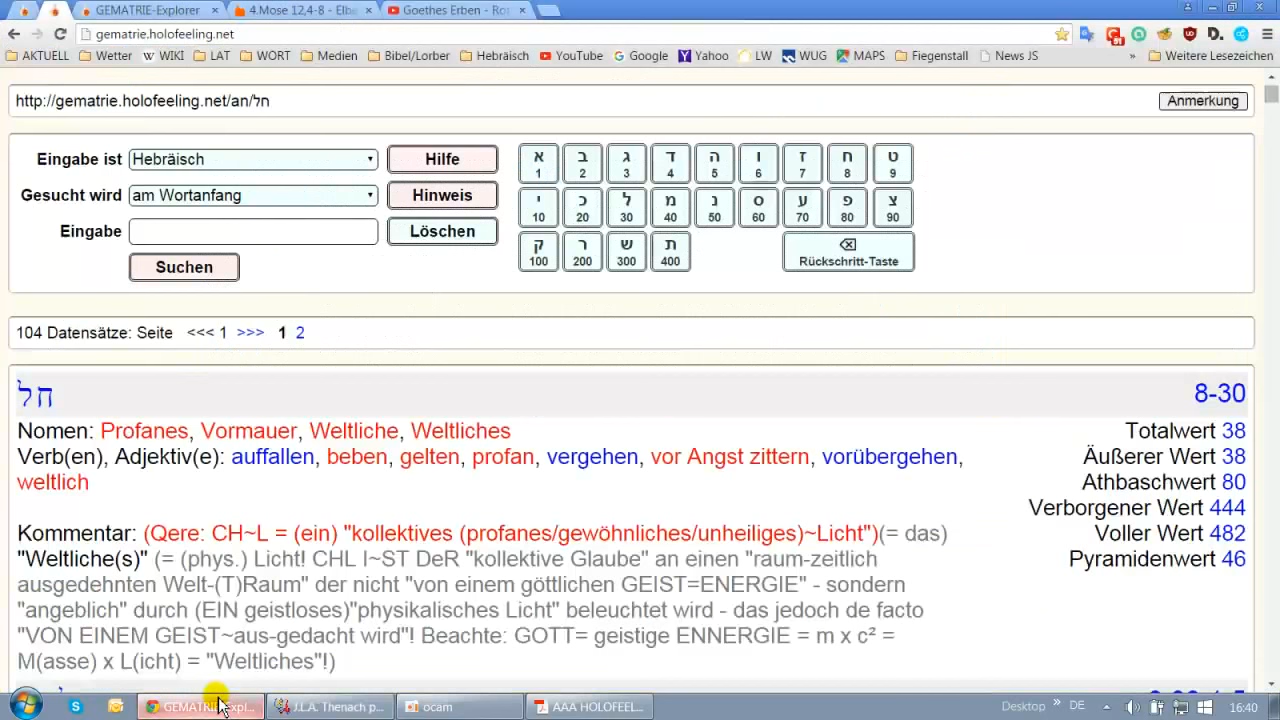 GEMATRIE-Explorer
4.Mose 12,4-8 - Elbe
Goethes Erben - Ro
gematrie.holofeeling.net
AKTUELL Wetter WIKI LAT WORT Medien Bibel/Lorber Hebräisch YouTube Google Yahoo LW WUG MAPS Fiegenstall News JS » Weitere Lesezeichen
http://gematrie.holofeeling.net/an/חל Anmerkung
Eingabe ist Hebräisch Hilfe
Gesucht wird am Wortanfang Hinweis
Eingabe Löschen
Suchen
א ב ג ד ה ו ז ח ט
1 2 3 4 5 6 7 8 9
י כ ל מ נ ס ע פ צ
10 20 30 40 50 60 70 80 90
ק ר ש ת
100 200 300 400 Rückschritt-Taste
104 Datensätze: Seite <<< 1 >>> 1 2
חל 8-30
Nomen: Profanes, Vormauer, Weltliche, Weltliches
Verb(en), Adjektiv(e): auffallen, beben, gelten, profan, vergehen, vor Angst zittern, vorübergehen,
weltlich
Kommentar: (Qere: CH~L = (ein) "kollektives (profanes/gewöhnliches/unheiliges)~Licht")(= das)
"Weltliche(s)" (= (phys.) Licht! CHL I~ST DeR "kollektive Glaube" an einen "raum-zeitlich
ausgedehnten Welt-(T)Raum" der nicht "von einem göttlichen GEIST=ENERGIE" - sondern
"angeblich" durch (EIN geistloses)"physikalisches Licht" beleuchtet wird - das jedoch de facto
"VON EINEM GEIST~aus-gedacht wird"! Beachte: GOTT= geistige ENNERGIE = m x c² =
M(asse) x L(icht) = "Weltliches"!)
Totalwert 38
Äußerer Wert 38
Athbaschwert 80
Verborgener Wert 444
Voller Wert 482
Pyramidenwert 46
GEMATRIE-Expl... J.L.A. Thenach p... ocam AAA HOLOFEEL... Desktop » DE 16:40